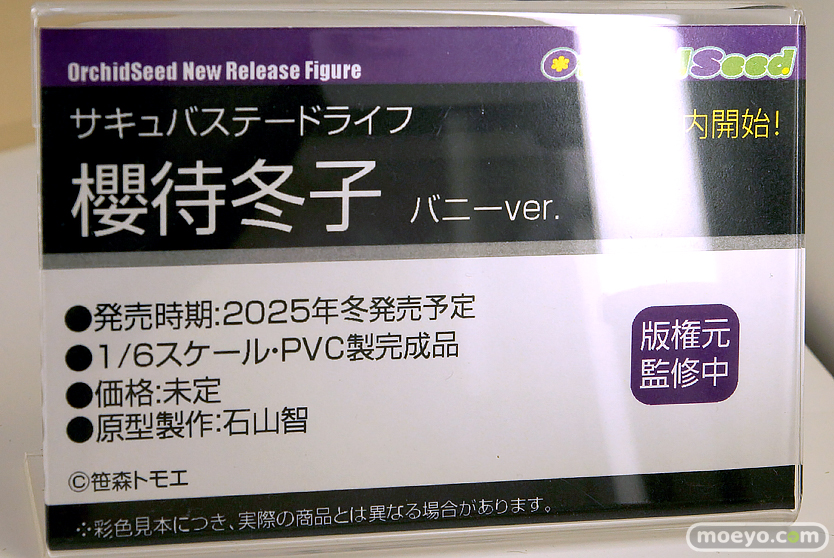 OrchidSeed New Release Figure
Seed
サキュバステードライフ
内開始!
櫻待冬子 バニーver.
●発売時期:2025年冬発売予定
●1/6スケール・PVC製完成品
●価格:未定
●原型製作:石山智
版権元
監修中
©笹森トモエ
※彩色見本につき、実際の商品とは異なる場合があります。
moeyo.com